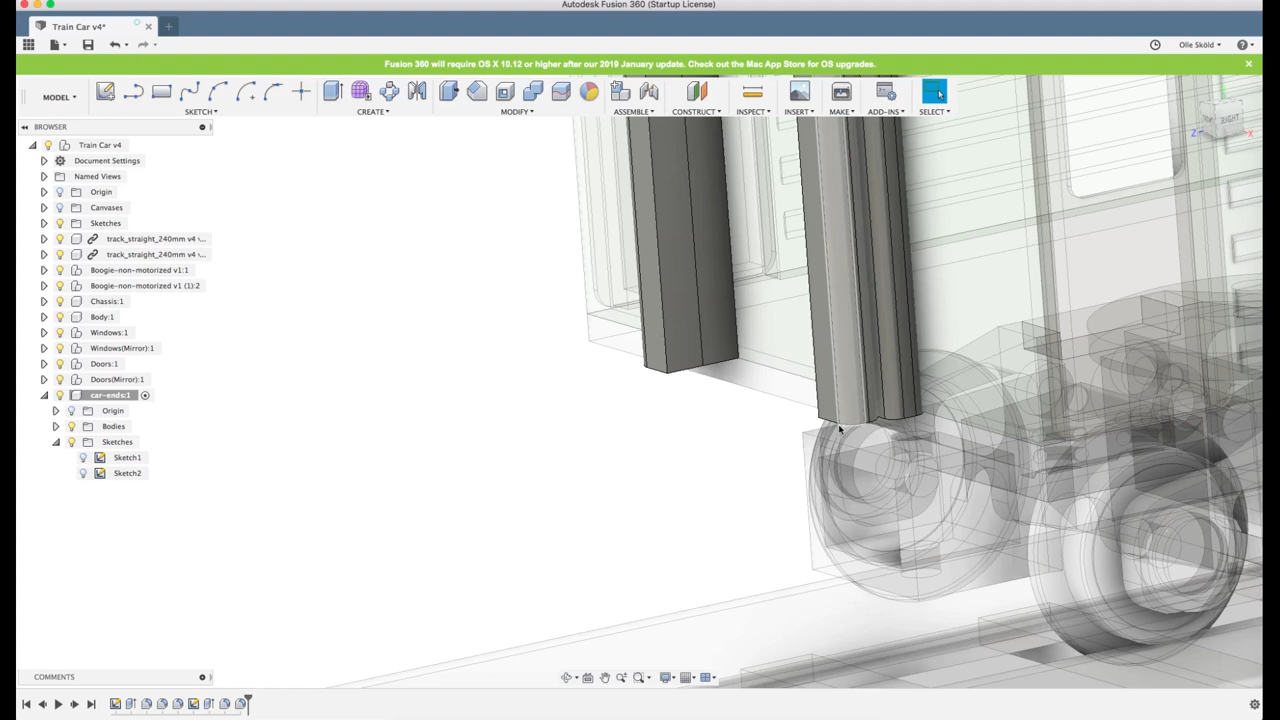 Autodesk Fusion 360 (Startup License)
Train Car v4*
Olle Sköld
Fusion 360 will require OS X 10.12 or higher after our 2019 January update. Check out the Mac App Store for OS upgrades.
MODEL
SKETCH
CREATE
MODIFY
ASSEMBLE
CONSTRUCT
INSPECT
INSERT
MAKE
ADD-INS
SELECT
BROWSER
Train Car v4
Document Settings
Named Views
Origin
Canvases
Sketches
track_straight_240mm v4 ...
track_straight_240mm v4 ...
Boogie-non-motorized v1:1
Boogie-non-motorized v1 (1):2
Chassis:1
Body:1
Windows:1
Windows(Mirror):1
Doors:1
Doors(Mirror):1
car-ends:1
Origin
Bodies
Sketches
Sketch1
Sketch2
RIGHT
Z
X
COMMENTS